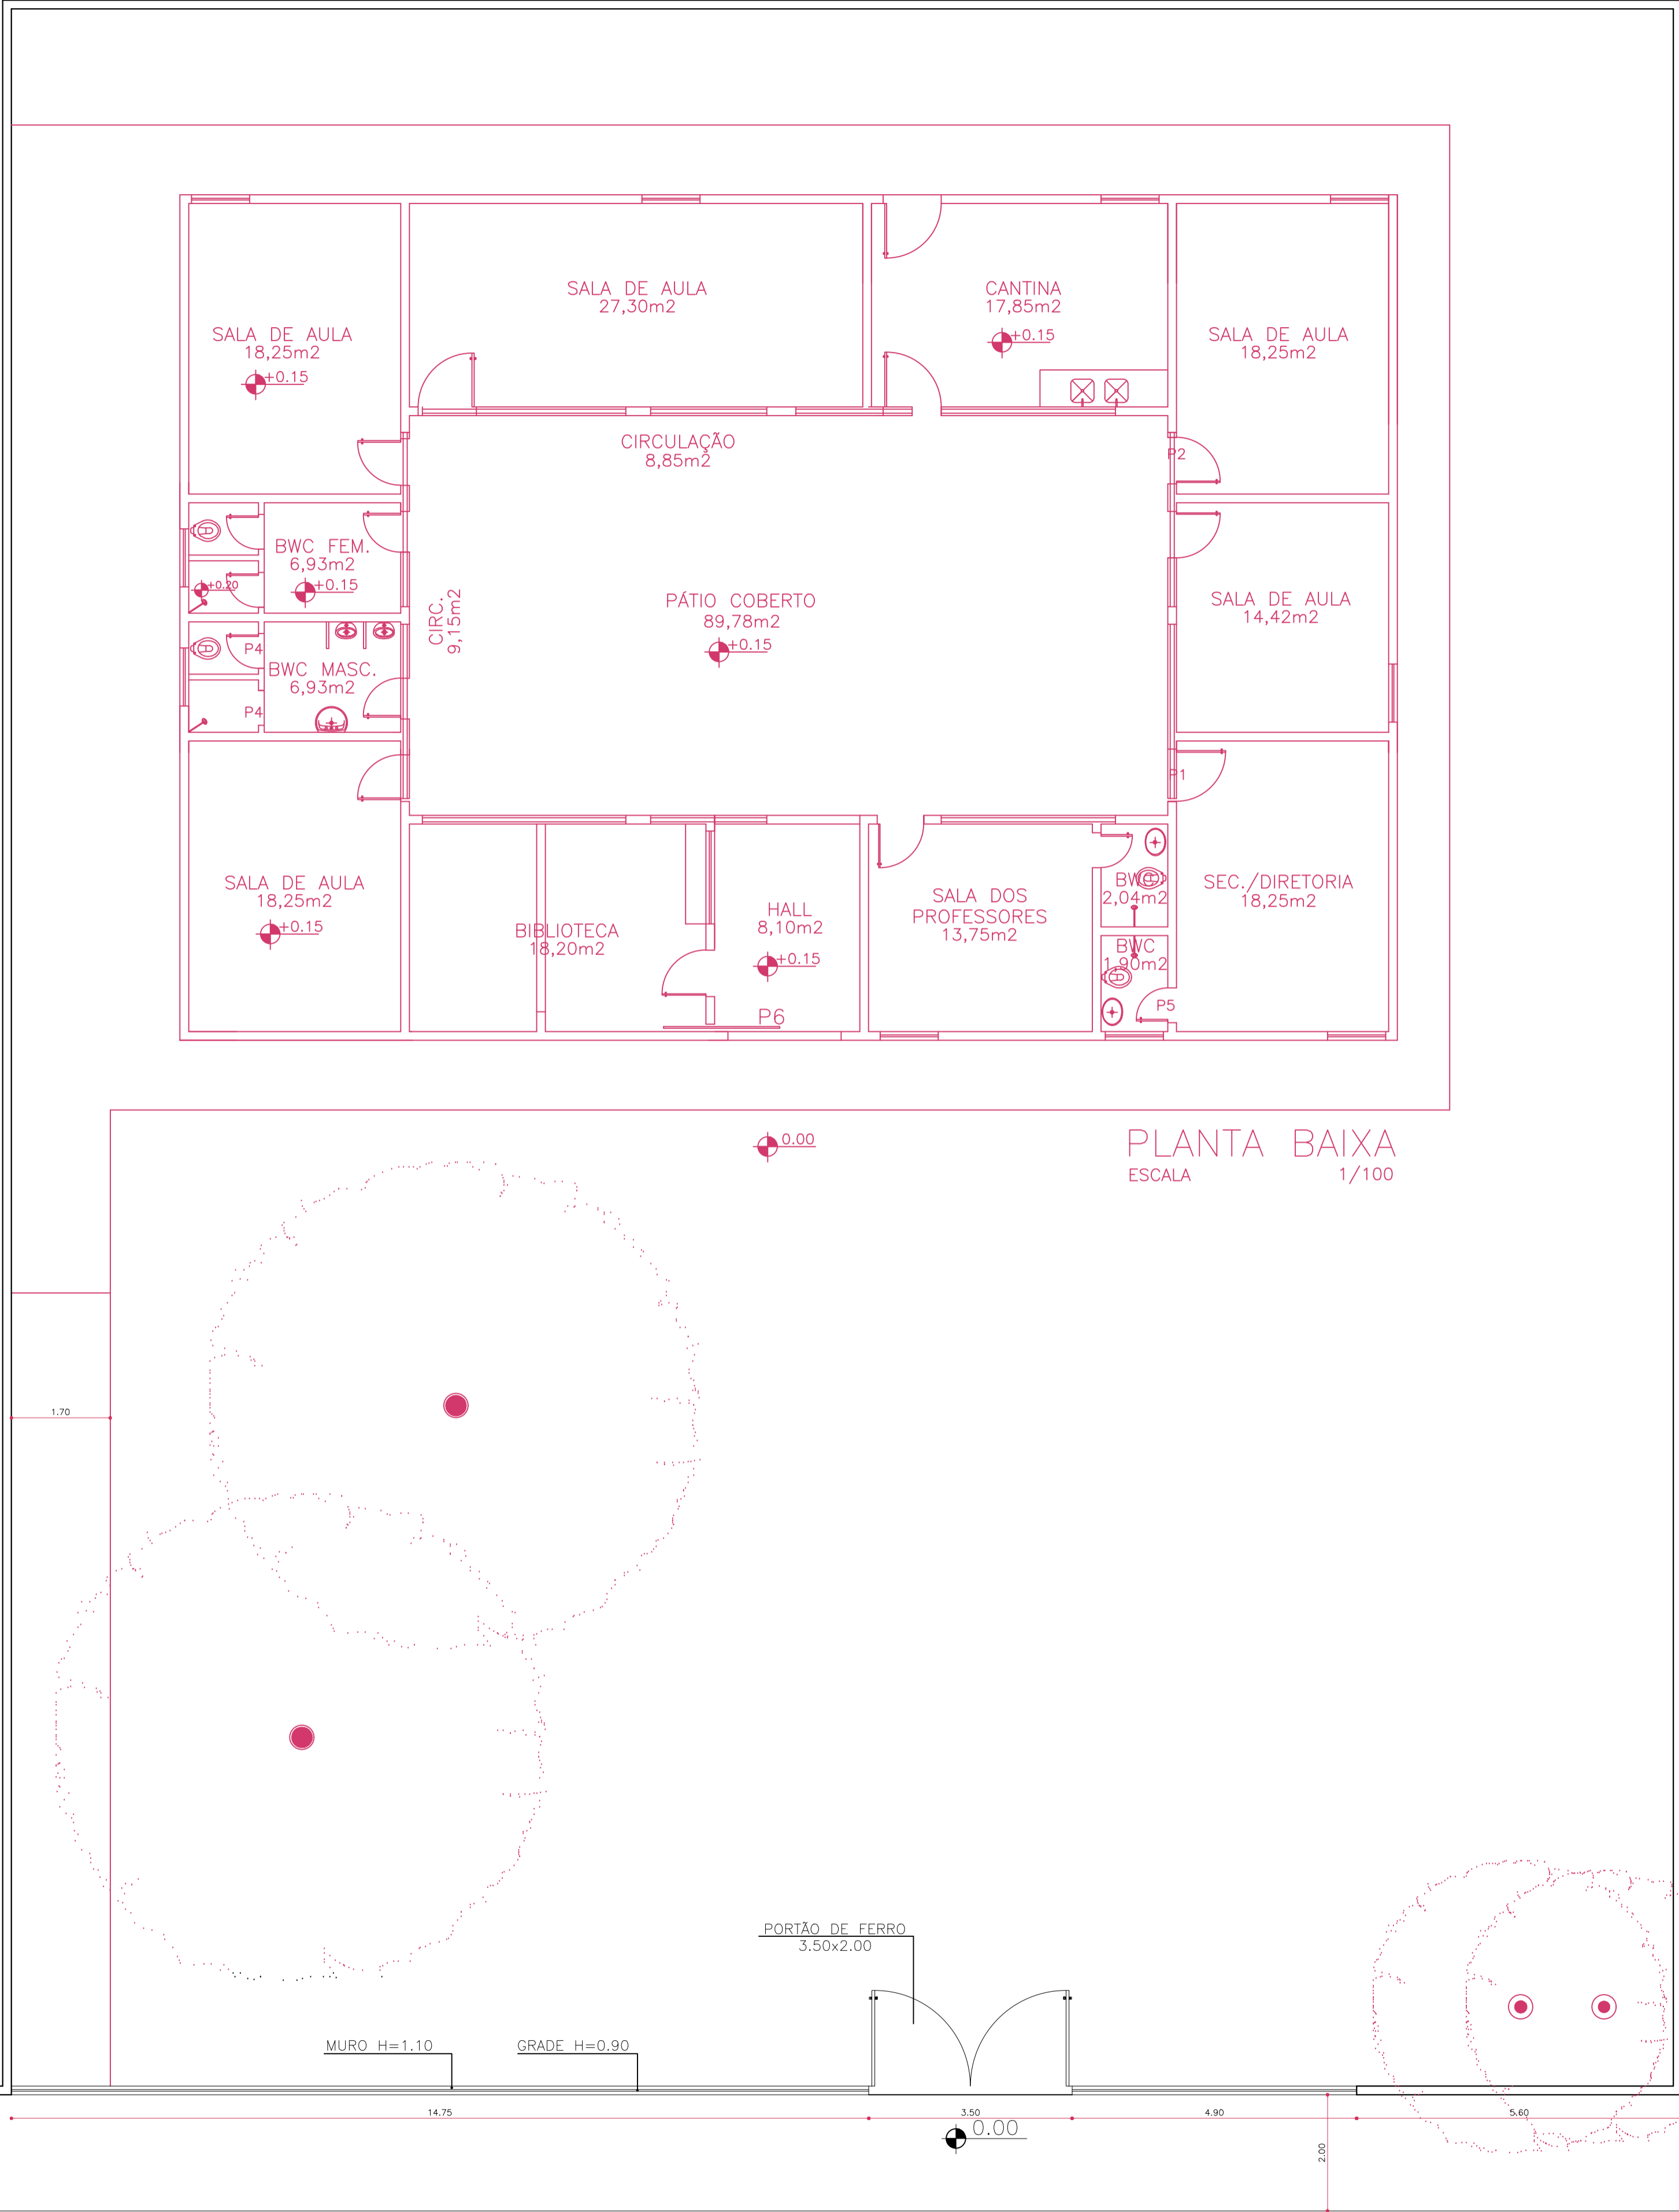 SALA DE AULA
27,30m2
CANTINA
17,85m2
+0.15
SALA DE AULA
18,25m2
+0.15
SALA DE AULA
18,25m2
CIRCULAÇÃO
8,85m2
P2
BWC FEM.
6,93m2
+0.15
+0.20
CIRC.
9,15m2
PÁTIO COBERTO
89,78m2
+0.15
SALA DE AULA
14,42m2
P4
BWC MASC.
6,93m2
P4
P1
SALA DE AULA
18,25m2
+0.15
BIBLIOTECA
18,20m2
HALL
8,10m2
+0.15
P6
SALA DOS
PROFESSORES
13,75m2
BWC
2,04m2
BWC
1,90m2
P5
SEC./DIRETORIA
18,25m2
0.00
PLANTA BAIXA
ESCALA 1/100
1.70
PORTÃO DE FERRO
3.50x2.00
MURO H=1.10
GRADE H=0.90
14.75
3.50
4.90
5.60
0.00
2.00